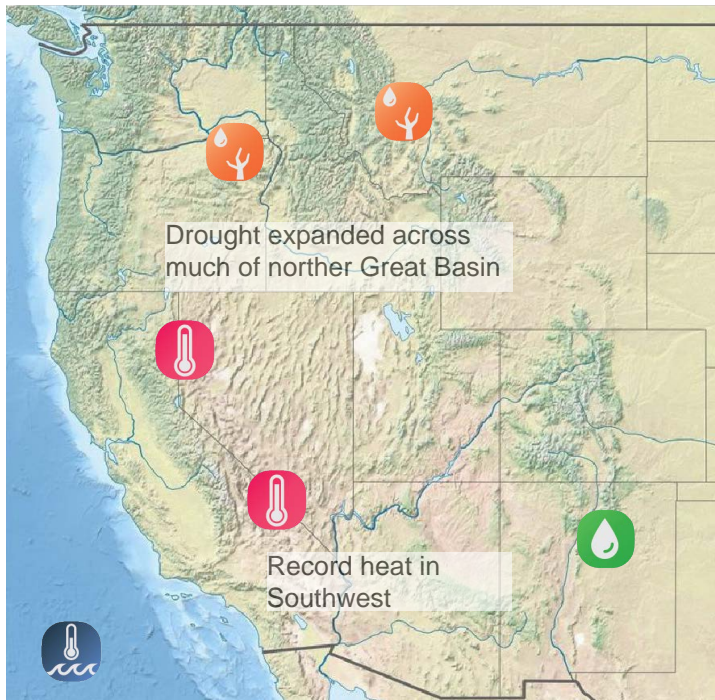 Drought expanded across
much of norther Great Basin
Record heat in
Southwest